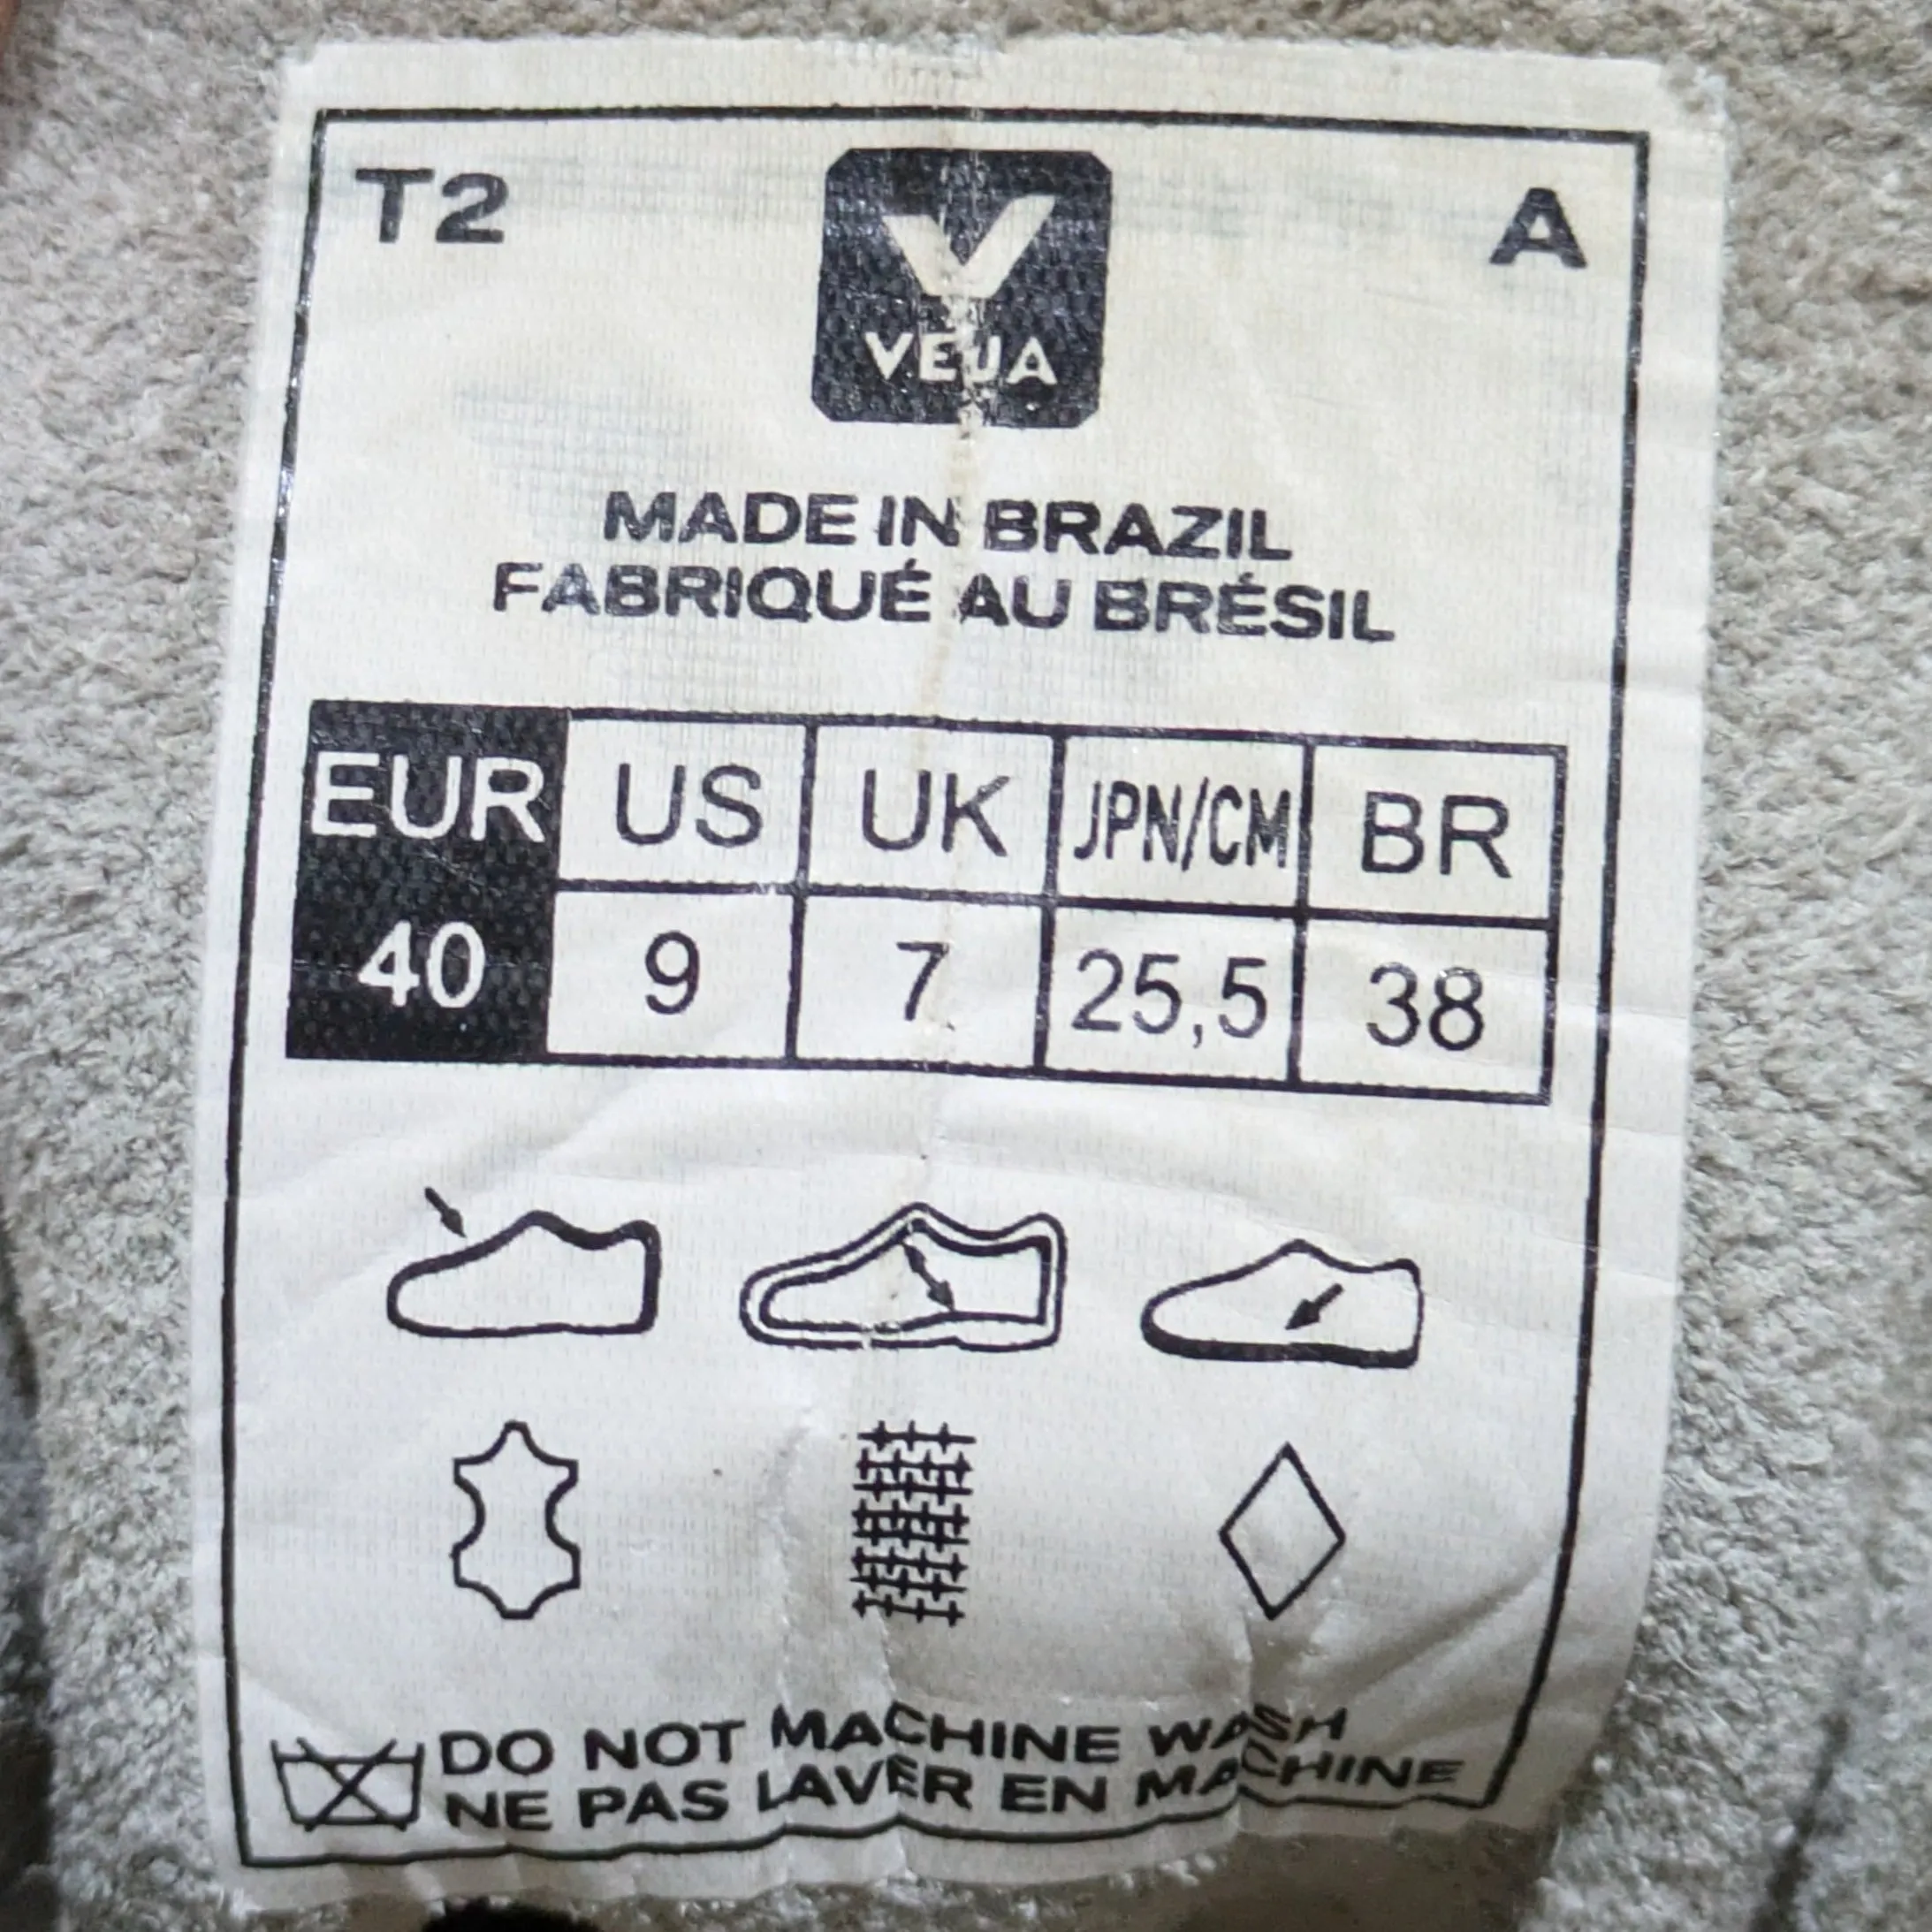 T2 A
V
VEJA
MADE IN BRAZIL
FABRIQUÉ AU BRÉSIL
EUR US UK JPN/CM BR
40 9 7 25,5 38
DO NOT MACHINE WASH
NE PAS LAVER EN MACHINE